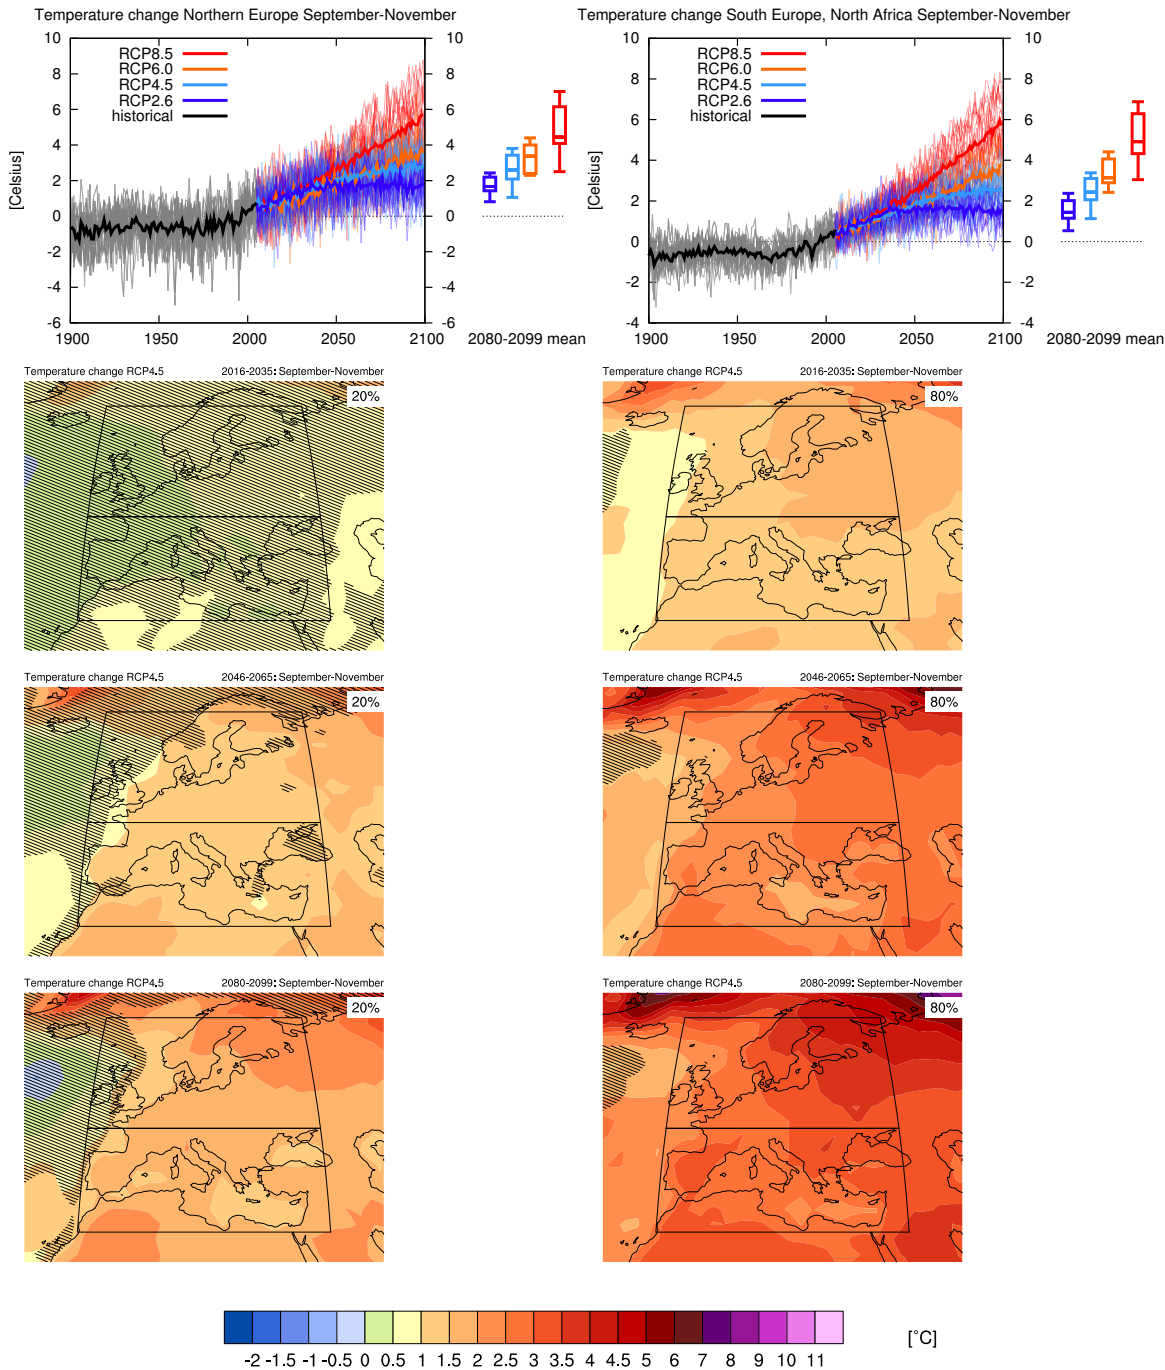 Temperature change Northern Europe September-November
[Celsius]
10
8
6
4
2
0
-2
-4
-6
RCP8.5
RCP6.0
RCP4.5
RCP2.6
historical
10
8
6
4
2
0
-2
-4
-6
1900 1950 2000 2050 2100
2080-2099 mean
Temperature change South Europe, North Africa September-November
[Celsius]
10
8
6
4
2
0
-2
-4
RCP8.5
RCP6.0
RCP4.5
RCP2.6
historical
10
8
6
4
2
0
-2
-4
1900 1950 2000 2050 2100
2080-2099 mean
Temperature change RCP4.5 2016-2035: September-November
20%
Temperature change RCP4.5 2016-2035: September-November
80%
Temperature change RCP4.5 2046-2065: September-November
20%
Temperature change RCP4.5 2046-2065: September-November
80%
Temperature change RCP4.5 2080-2099: September-November
20%
Temperature change RCP4.5 2080-2099: September-November
80%
-2 -1.5 -1 -0.5 0 0.5 1 1.5 2 2.5 3 3.5 4 4.5 5 6 7 8 9 10 11
[°C]